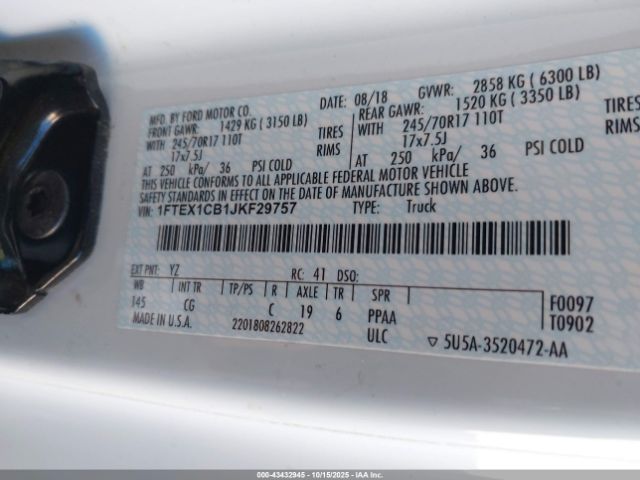 MFD. BY FORD MOTOR CO. DATE: 08/18 GVWR: 2858 KG ( 6300 LB)
FRONT GAWR: 1429 KG ( 3150 LB) REAR GAWR: 1520 KG ( 3350 LB)
WITH 245/70R17 110T TIRES WITH 245/70R17 110T TIRES
17x7.5J RIMS 17x7.5J RIMS
AT 250 kPa/ 36 PSI COLD AT 250 kPa/ 36 PSI COLD
THIS VEHICLE CONFORMS TO ALL APPLICABLE FEDERAL MOTOR VEHICLE
SAFETY STANDARDS IN EFFECT ON THE DATE OF MANUFACTURE SHOWN ABOVE.
VIN: 1FTEX1CB1JKF29757 TYPE: Truck
EXT PNT: YZ RC: 41 DSO:
WB INT TR TP/PS R AXLE TR SPR
145 CG C 19 6 PPAA F0097
MADE IN U.S.A. 2201808262822 ULC T0902
▽ 5U5A-3520472-AA
000-43432945 - 10/15/2025 - IAAI.COM